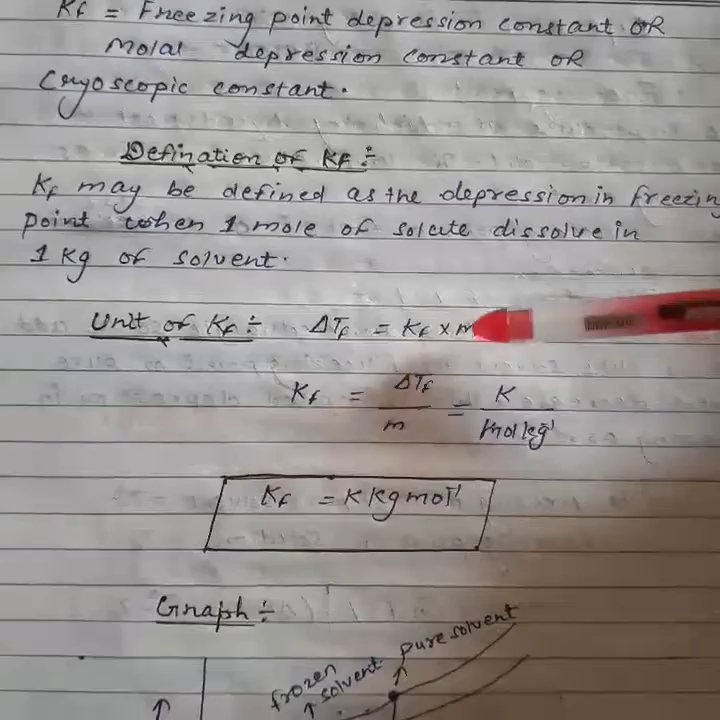 Kf = Freezing point depression constant OR
Molal depression constant OR
Cryoscopic constant.
Defination of Kf ÷
Kf may be defined as the depression in freezin
point when 1 mole of solute dissolve in
1 Kg of solvent.
Unit of Kf ÷ ΔTf = Kf × m
Kf = ΔTf / m = K / mol kg⁻¹
Kf = K Kg mol⁻¹
Graph ÷
pure solvent
frozen
solvent